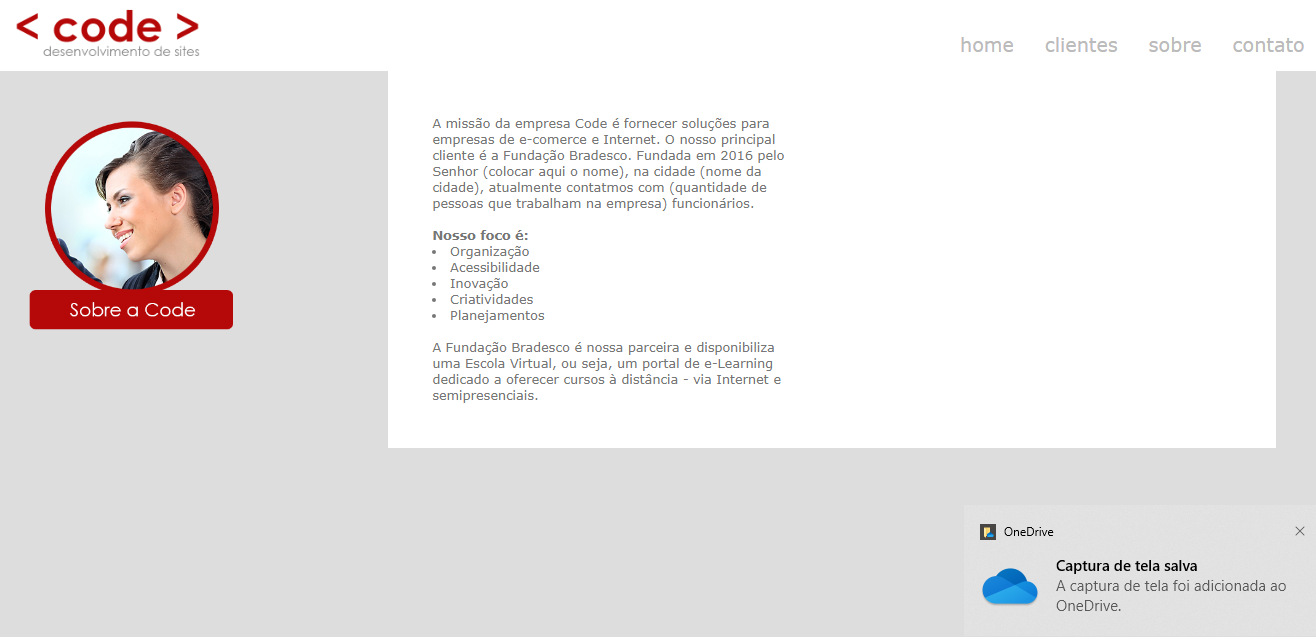 < code >
desenvolvimento de sites
home clientes sobre contato
A missão da empresa Code é fornecer soluções para
empresas de e-comerce e Internet. O nosso principal
cliente é a Fundação Bradesco. Fundada em 2016 pelo
Senhor (colocar aqui o nome), na cidade (nome da
cidade), atualmente contatmos com (quantidade de
pessoas que trabalham na empresa) funcionários.
Nosso foco é:
• Organização
• Acessibilidade
• Inovação
• Criatividades
• Planejamentos
A Fundação Bradesco é nossa parceira e disponibiliza
uma Escola Virtual, ou seja, um portal de e-Learning
dedicado a oferecer cursos à distância - via Internet e
semipresenciais.
Sobre a Code
OneDrive
Captura de tela salva
A captura de tela foi adicionada ao
OneDrive.